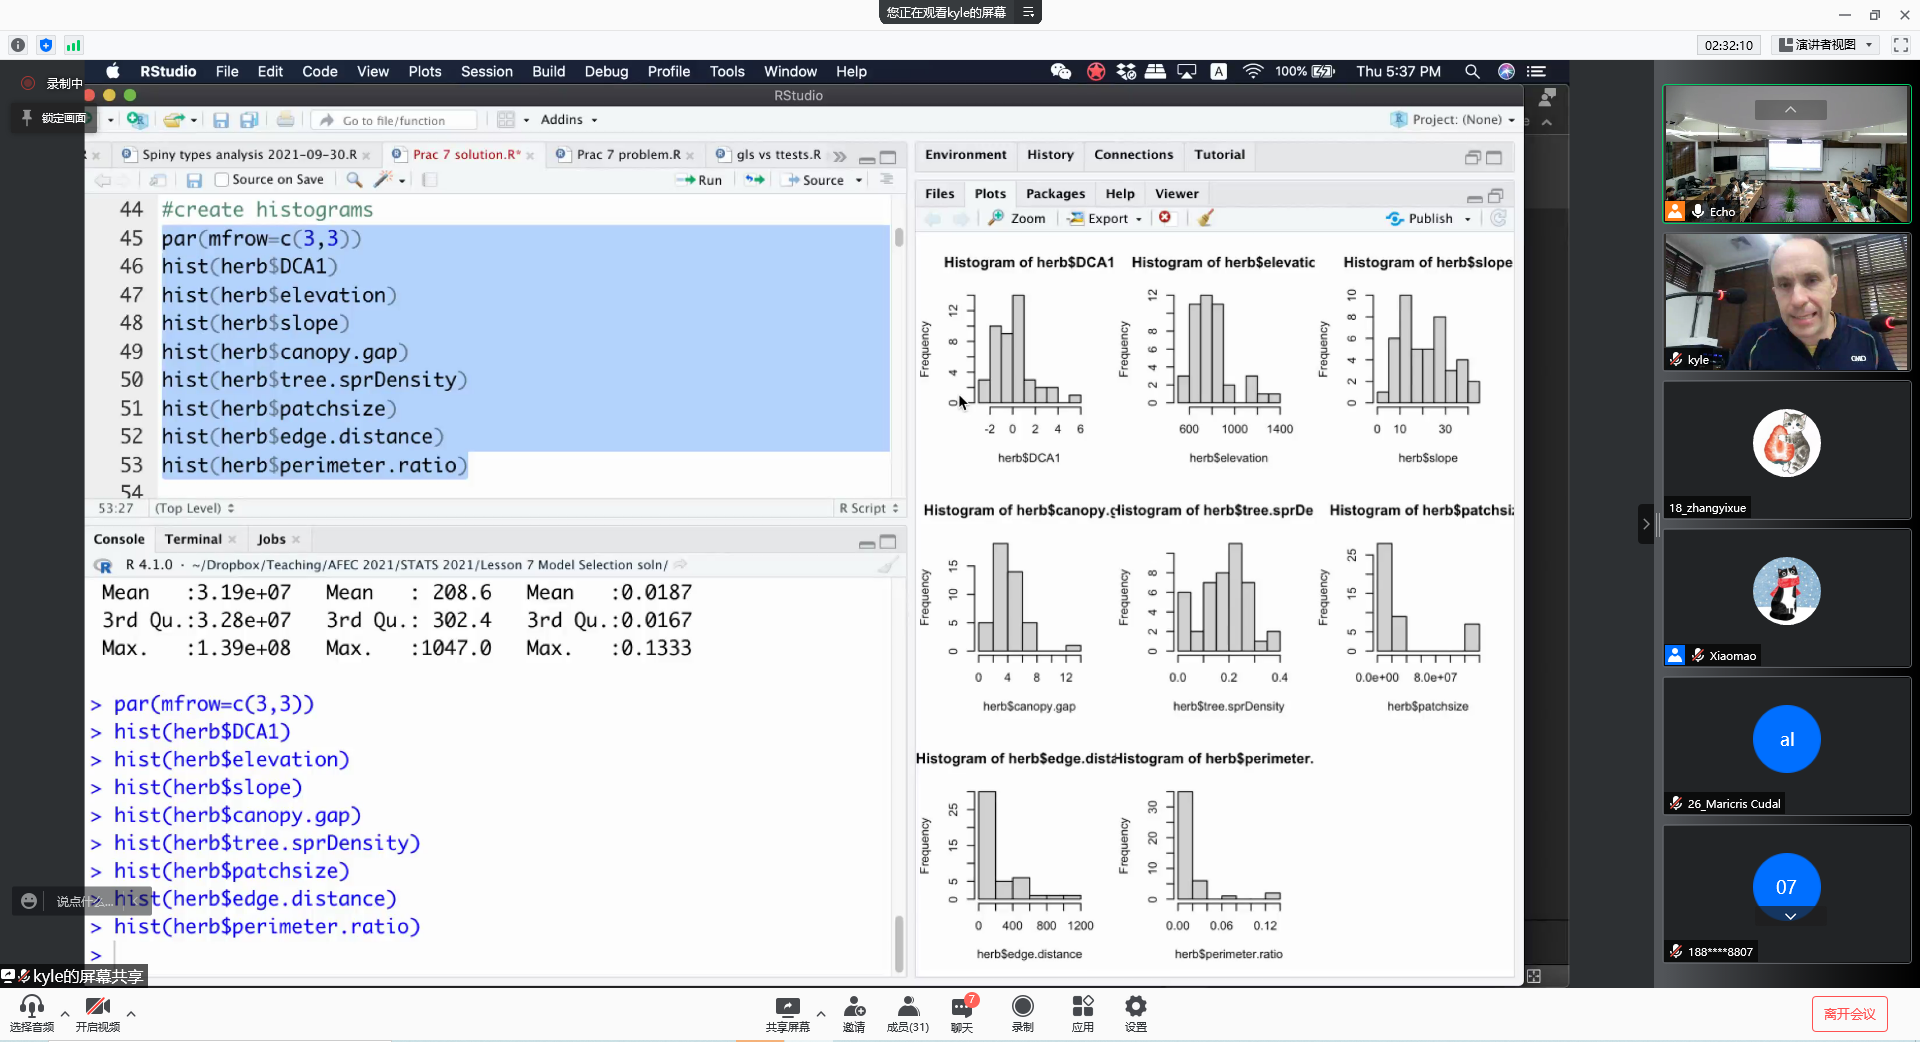 您正在观看kyle的屏幕
02:32:10
演讲者视图
录制中
锁定画面
RStudio File Edit Code View Plots Session Build Debug Profile Tools Window Help
A
100%
Thu 5:37 PM
RStudio
Go to file/function
Addins
Project: (None)
Spiny types analysis 2021-09-30.R
Prac 7 solution.R*
Prac 7 problem.R
gls vs ttests.R
Source on Save
Run
Source
44 #create histograms
45 par(mfrow=c(3,3))
46 hist(herb$DCA1)
47 hist(herb$elevation)
48 hist(herb$slope)
49 hist(herb$canopy.gap)
50 hist(herb$tree.sprDensity)
51 hist(herb$patchsize)
52 hist(herb$edge.distance)
53 hist(herb$perimeter.ratio)
54
53:27 (Top Level) R Script
Console Terminal Jobs
R 4.1.0 · ~/Dropbox/Teaching/AFEC 2021/STATS 2021/Lesson 7 Model Selection soln/
Mean :3.19e+07 Mean : 208.6 Mean :0.0187
3rd Qu.:3.28e+07 3rd Qu.: 302.4 3rd Qu.:0.0167
Max. :1.39e+08 Max. :1047.0 Max. :0.1333
> par(mfrow=c(3,3))
> hist(herb$DCA1)
> hist(herb$elevation)
> hist(herb$slope)
> hist(herb$canopy.gap)
> hist(herb$tree.sprDensity)
> hist(herb$patchsize)
> hist(herb$edge.distance)
> hist(herb$perimeter.ratio)
>
说点什么...
kyle的屏幕共享
Environment History Connections Tutorial
Files Plots Packages Help Viewer
Zoom Export Publish
Histogram of herb$DCA1
Frequency
0 4 8 12
-2 0 2 4 6
herb$DCA1
Histogram of herb$elevatic
Frequency
0 2 4 6 8 12
600 1000 1400
herb$elevation
Histogram of herb$slope
Frequency
0 2 4 6 8 10
0 10 30
herb$slope
Histogram of herb$canopy.g
Frequency
0 5 10 15
0 4 8 12
herb$canopy.gap
Histogram of herb$tree.sprDe
Frequency
0 2 4 6 8
0.0 0.2 0.4
herb$tree.sprDensity
Histogram of herb$patchsiz
Frequency
0 5 15 25
0.0e+00 8.0e+07
herb$patchsize
Histogram of herb$edge.dista
Frequency
0 5 15 25
0 400 800 1200
herb$edge.distance
Histogram of herb$perimeter.
Frequency
0 10 20 30
0.00 0.06 0.12
herb$perimeter.ratio
Echo
kyle
18_zhangyixue
Xiaomao
al
26_Maricris Cudal
07
188****8807
选择音频
开启视频
共享屏幕
邀请
成员(31)
7
聊天
录制
应用
设置
离开会议